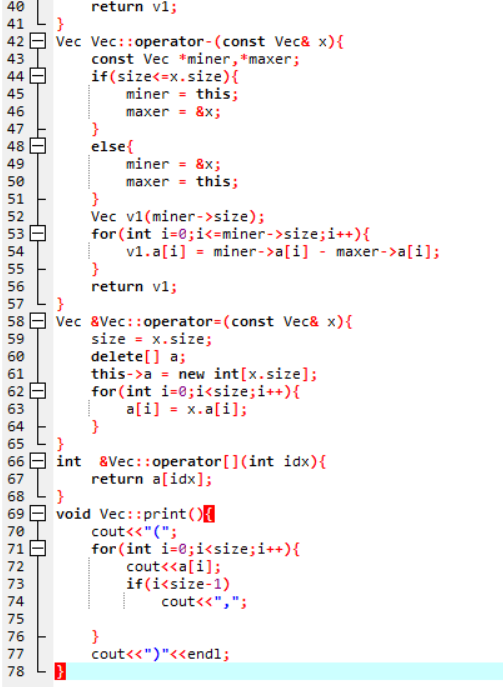 40 return v1;
41 }
42 Vec Vec::operator-(const Vec& x){
43 const Vec *miner,*maxer;
44 if(size<=x.size){
45 miner = this;
46 maxer = &x;
47 }
48 else{
49 miner = &x;
50 maxer = this;
51 }
52 Vec v1(miner->size);
53 for(int i=0;i<=miner->size;i++){
54 v1.a[i] = miner->a[i] - maxer->a[i];
55 }
56 return v1;
57 }
58 Vec &Vec::operator=(const Vec& x){
59 size = x.size;
60 delete[] a;
61 this->a = new int[x.size];
62 for(int i=0;i<size;i++){
63 a[i] = x.a[i];
64 }
65 }
66 int  &Vec::operator[](int idx){
67 return a[idx];
68 }
69 void Vec::print(){
70 cout<<"(";
71 for(int i=0;i<size;i++){
72 cout<<a[i];
73 if(i<size-1)
74 cout<<",";
75
76 }
77 cout<<")"<<endl;
78 }